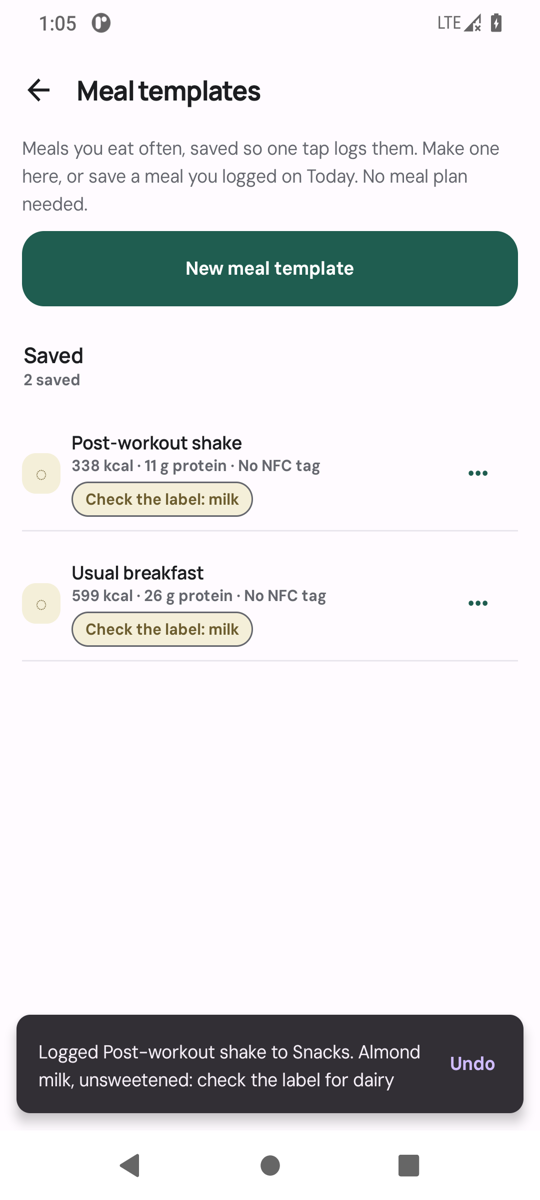 1:05
LTE
Meal templates
Meals you eat often, saved so one tap logs them. Make one
here, or save a meal you logged on Today. No meal plan
needed.
New meal template
Saved
2 saved
Post-workout shake
338 kcal · 11 g protein · No NFC tag
Check the label: milk
Usual breakfast
599 kcal · 26 g protein · No NFC tag
Check the label: milk
Logged Post-workout shake to Snacks. Almond
milk, unsweetened: check the label for dairy
Undo